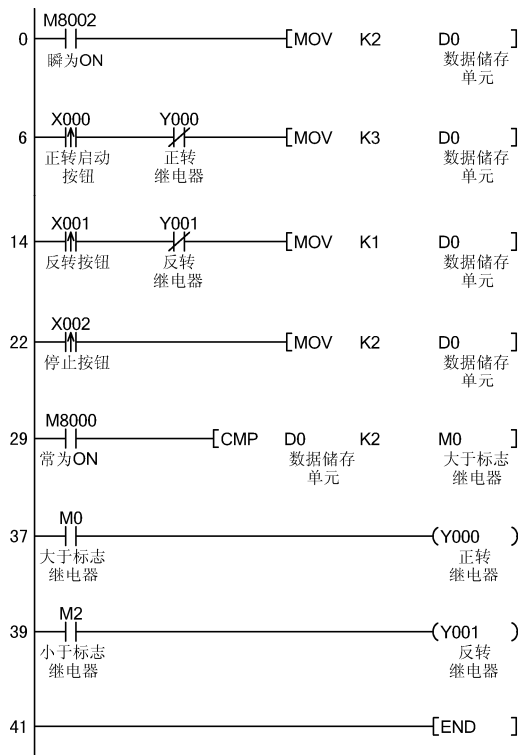 M8002
0 [MOV K2 D0 ]
瞬为ON 数据储存
单元
X000 Y000
6 [MOV K3 D0 ]
正转启动 正转 数据储存
按钮 继电器 单元
X001 Y001
14 [MOV K1 D0 ]
反转按钮 反转 数据储存
继电器 单元
X002
22 [MOV K2 D0 ]
停止按钮 数据储存
单元
M8000
29 [CMP D0 K2 M0 ]
常为ON 数据储存 大于标志
单元 继电器
M0
37 (Y000 )
大于标志 正转
继电器 继电器
M2
39 (Y001 )
小于标志 反转
继电器 继电器
41 [END ]